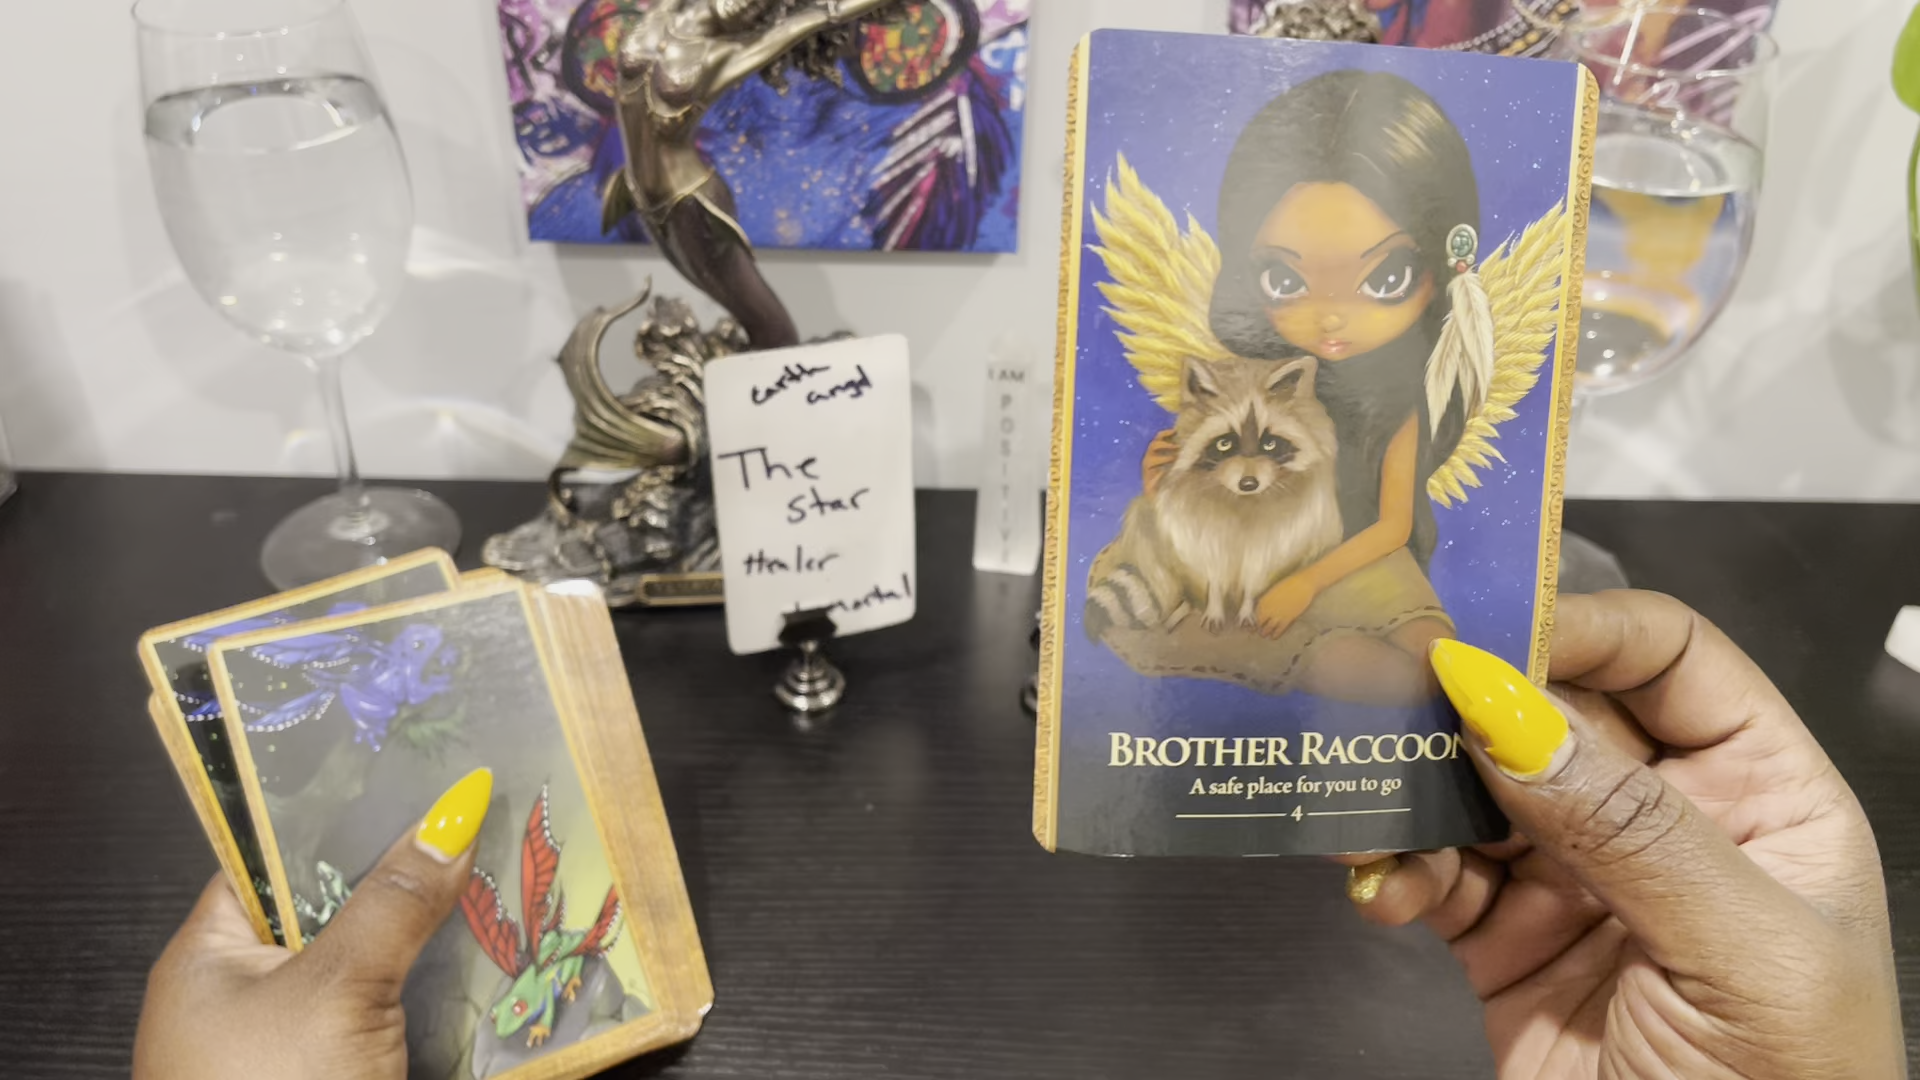 earth
angel
The
star
Healer
I AM
POSITIVE
BROTHER RACCOON
A safe place for you to go
4